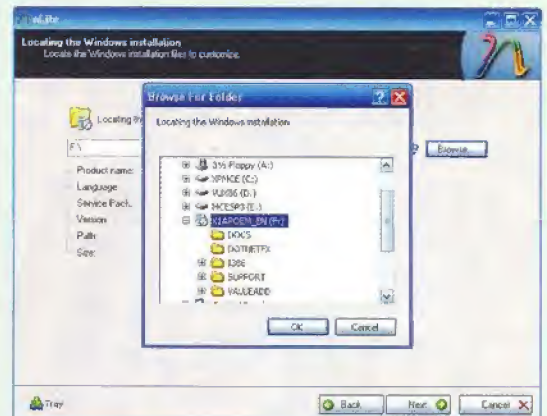 nLite
Locating the Windows installation
Locate the Windows installation files to customize.
Locating the
F:\
Browse
Product name:
Language
Service Pack:
Version
Path:
Size:
Browse For Folder
Locating the Windows installation
3½ Floppy (A:)
XPMCE (C:)
(D:)
MCESP3 (E:)
(F:)
DOCS
DOTNETFX
I386
SUPPORT
VALUEADD
OK
Cancel
Tray
Back
Next
Cancel